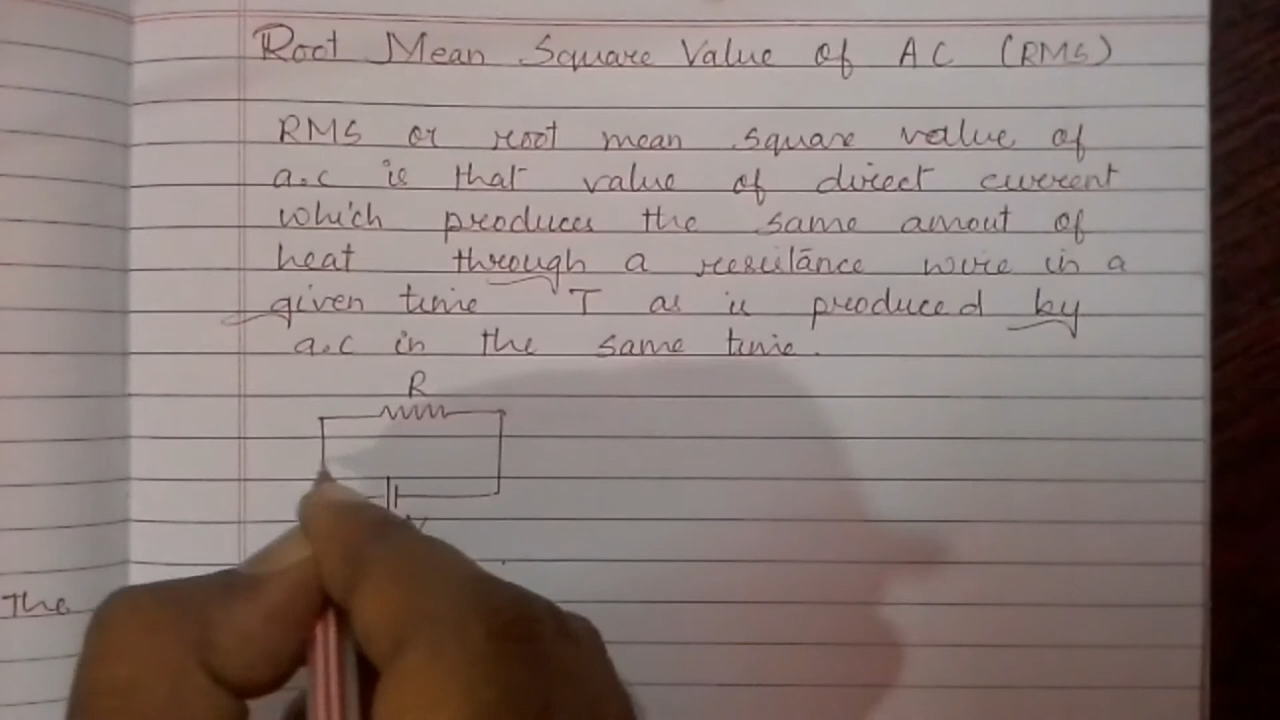 Root Mean Square Value of AC (RMS)
RMS or root mean square value of
a.c is that value of direct current
which produces the same amout of
heat through a resistance wire in a
given time T as is produced by
a.c in the same time.
R
V
The